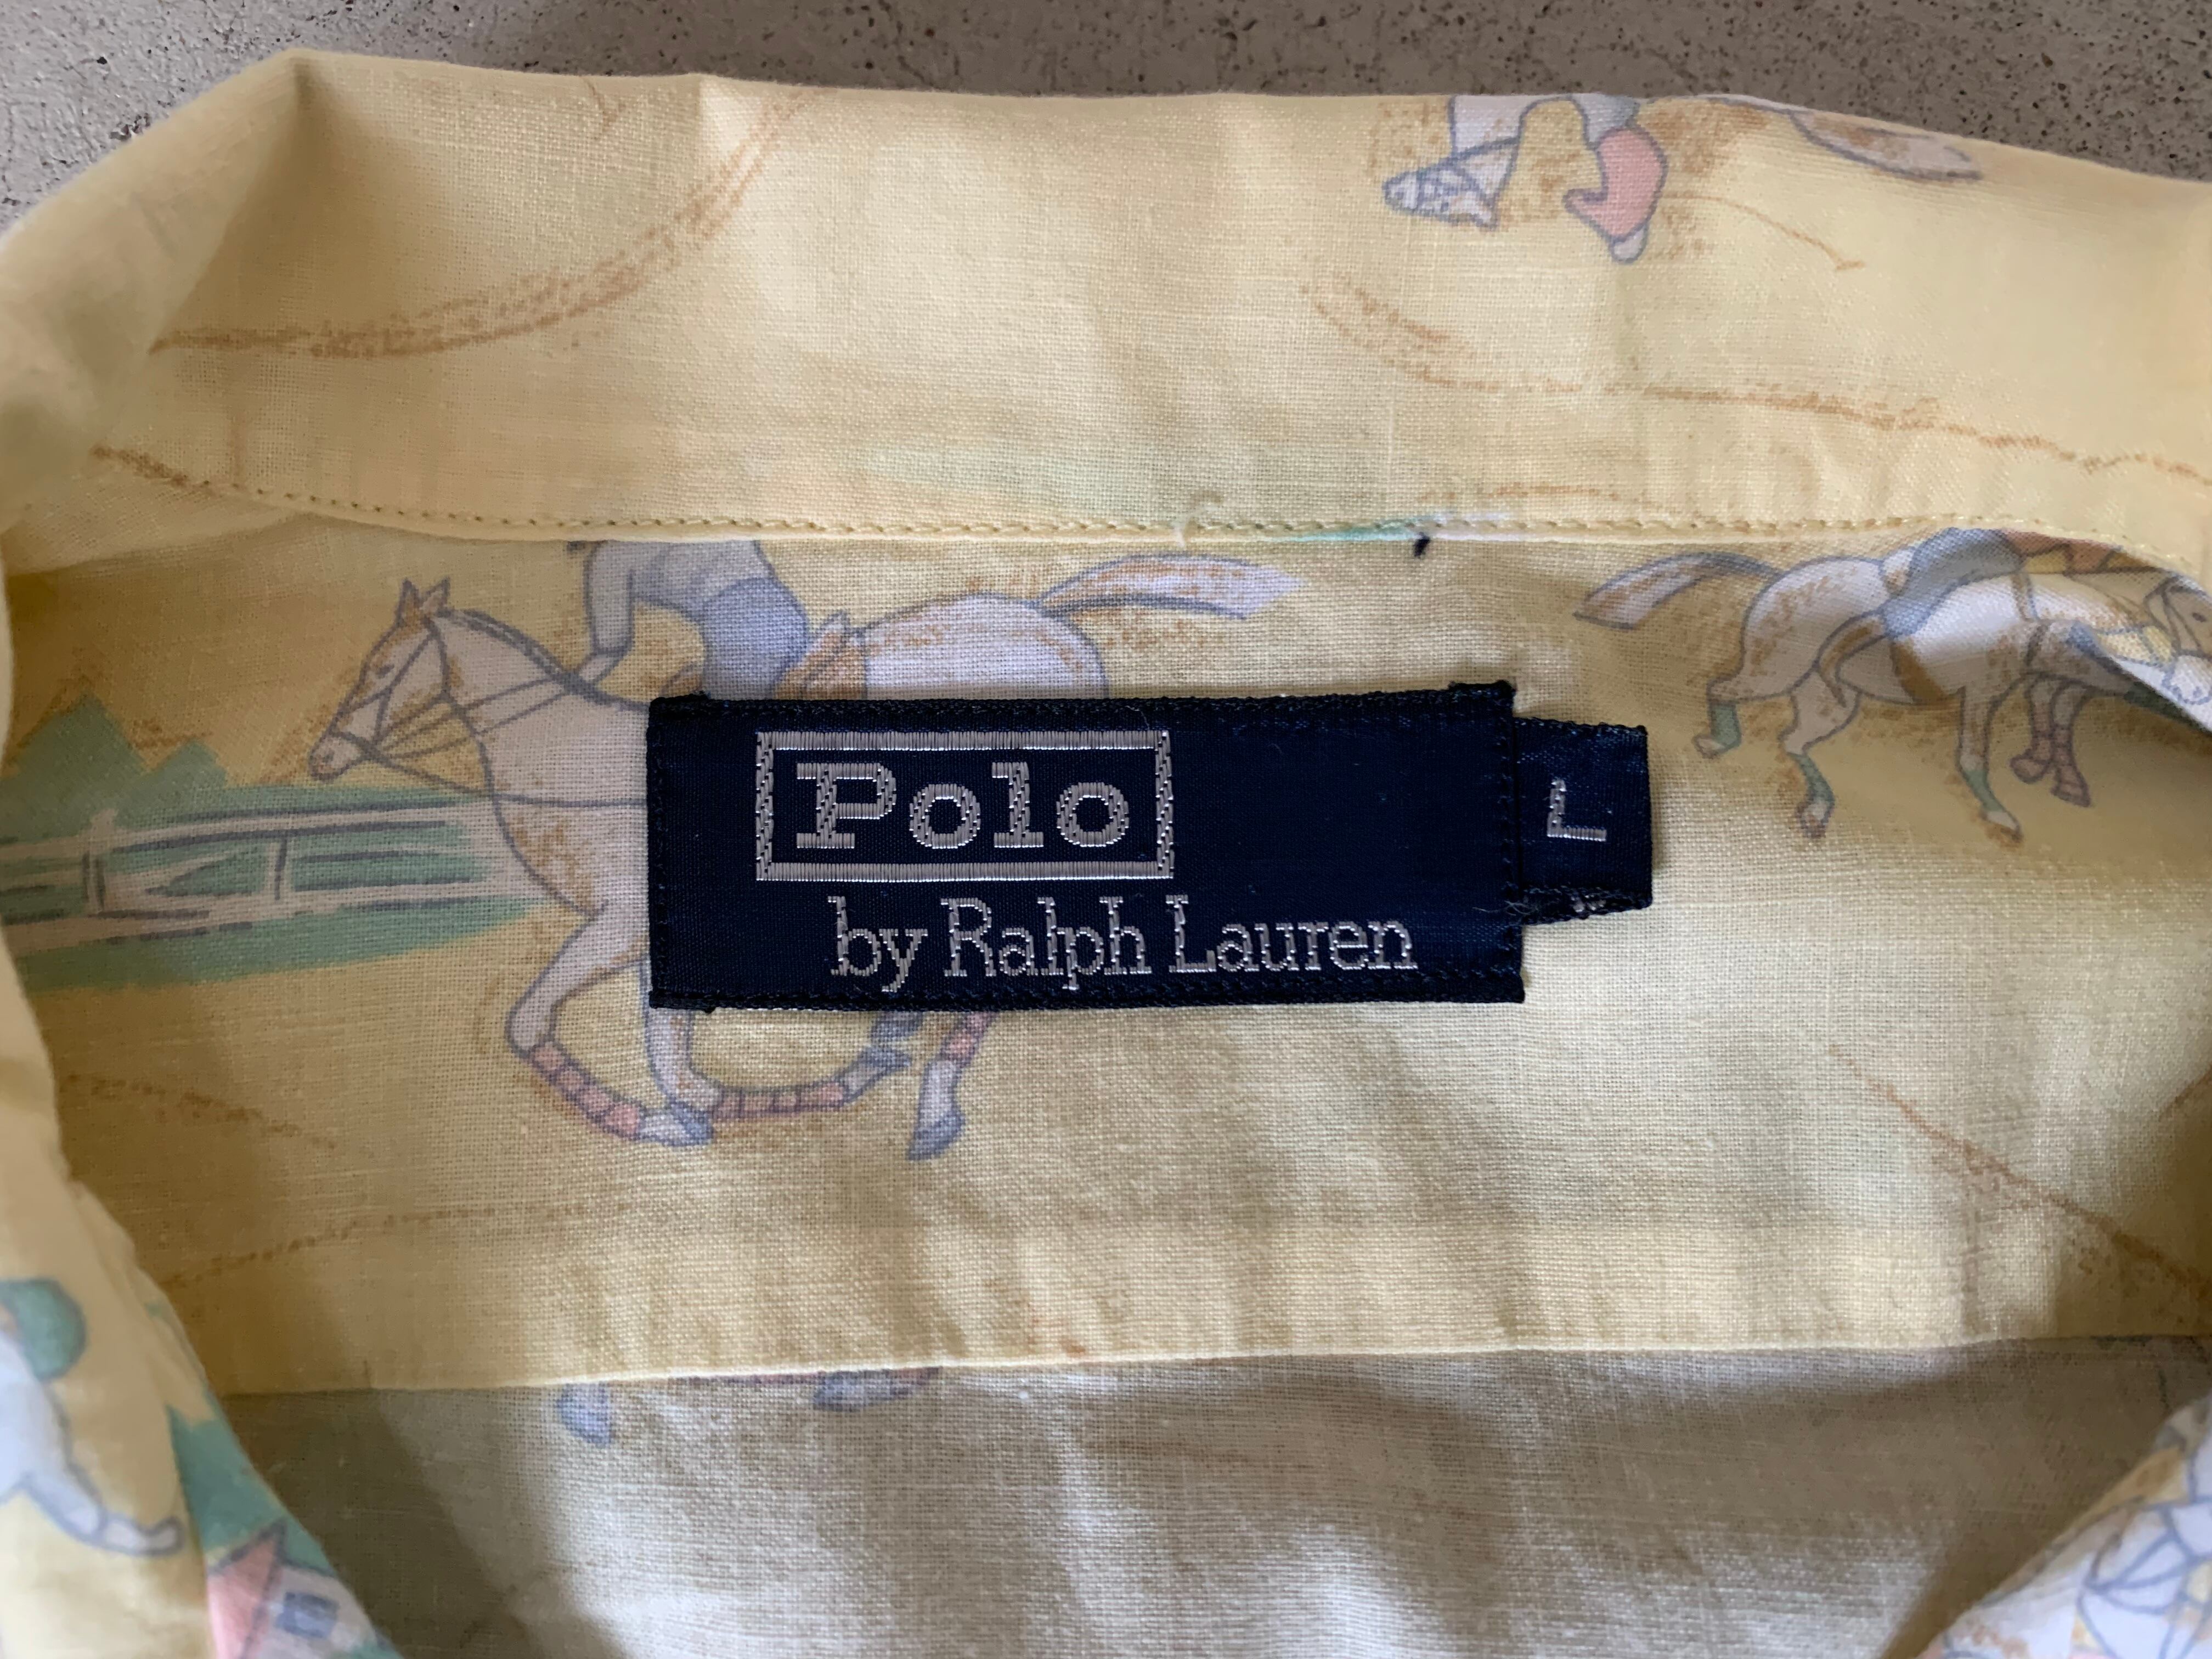 Polo
by Ralph Lauren
L